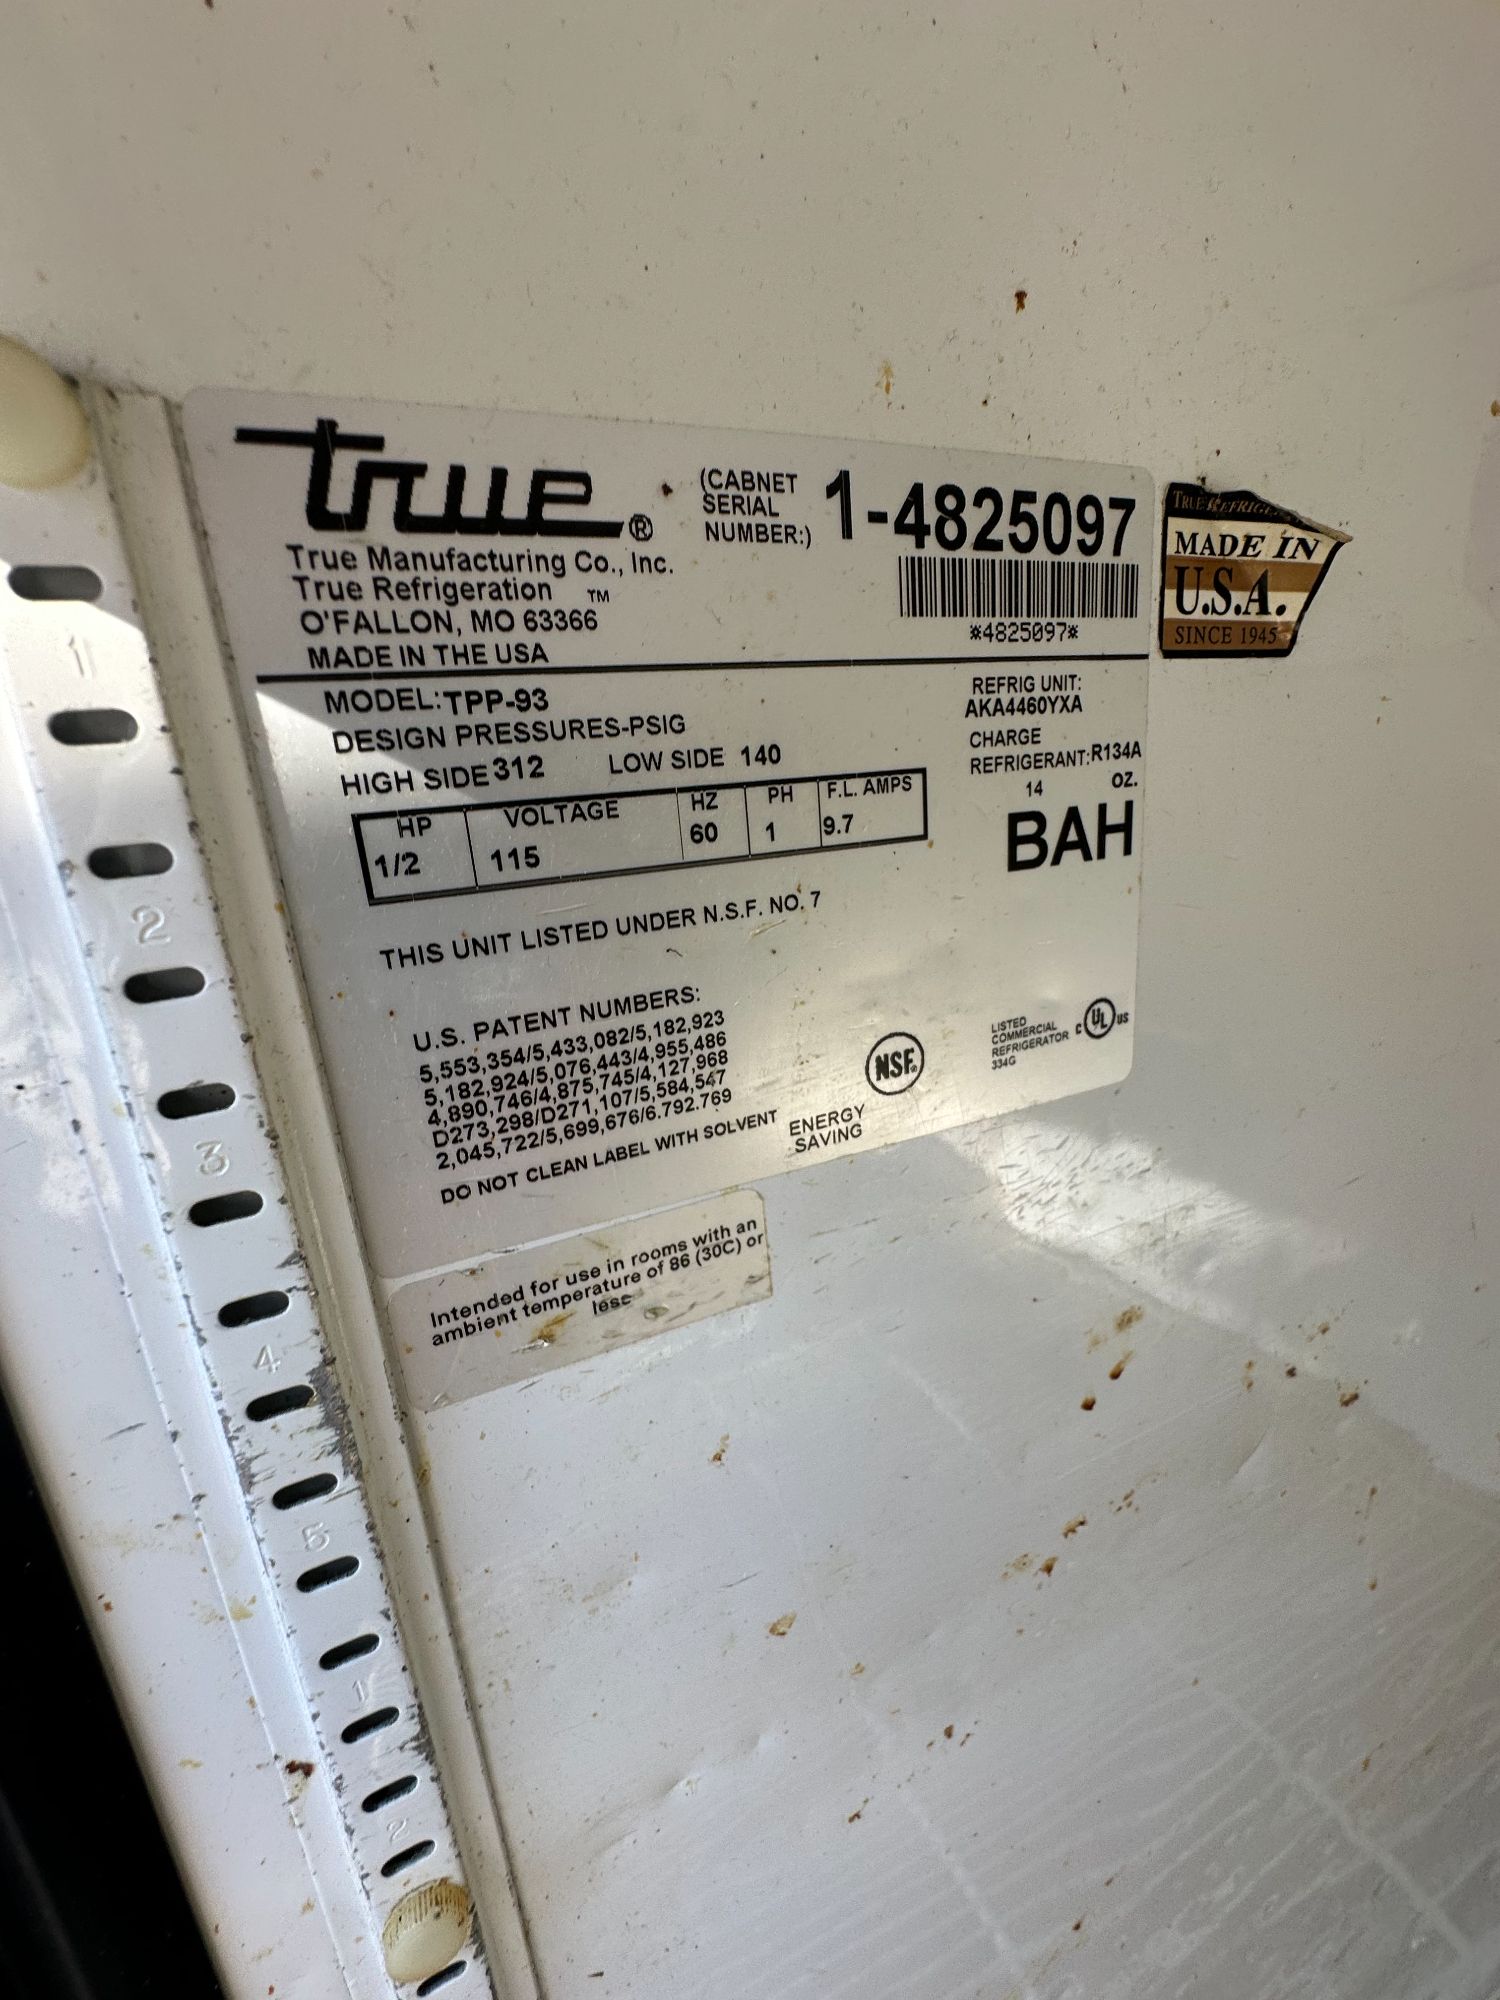 true®
(CABNET
SERIAL
NUMBER:)
1-4825097
*4825097*
True Manufacturing Co., Inc.
True Refrigeration ™
O'FALLON, MO 63366
MADE IN THE USA
TRUE REFRIGE
MADE IN
U.S.A.
SINCE 1945
MODEL: TPP-93
DESIGN PRESSURES-PSIG
HIGH SIDE 312 LOW SIDE 140
REFRIG UNIT:
AKA4460YXA
CHARGE
REFRIGERANT: R134A
14 OZ.
BAH
HP VOLTAGE HZ PH F.L. AMPS
1/2 115 60 1 9.7
THIS UNIT LISTED UNDER N.S.F. NO. 7
U.S. PATENT NUMBERS:
5,553,354/5,433,082/5,182,923
5,182,924/5,076,443/4,955,486
4,890,746/4,875,745/4,127,968
D273,298/D271,107/5,584,547
2,045,722/5,699,676/6.792.769
DO NOT CLEAN LABEL WITH SOLVENT
ENERGY
SAVING
NSF®
LISTED
COMMERCIAL
REFRIGERATOR
334G
C UL US
Intended for use in rooms with an
ambient temperature of 86 (30C) or
less
1
2
3
4
5
1
2